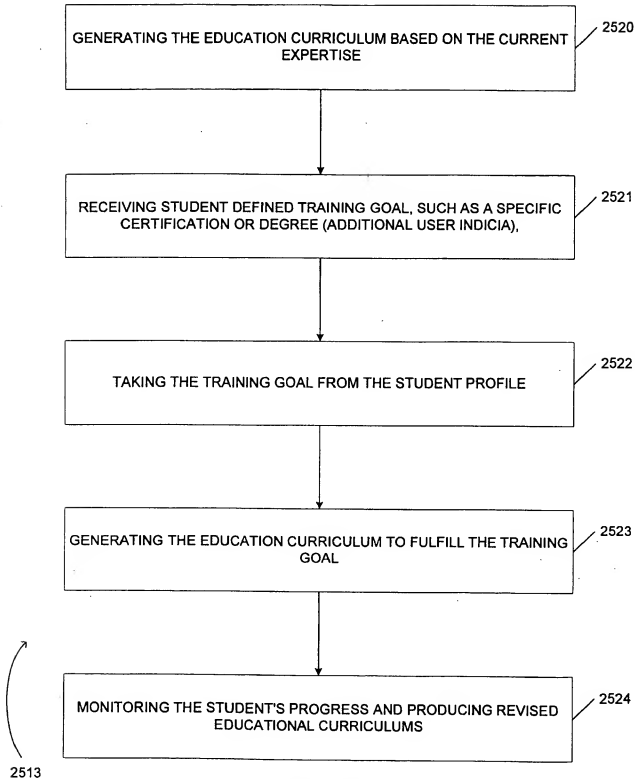 GENERATING THE EDUCATION CURRICULUM BASED ON THE CURRENT
EXPERTISE
2520
RECEIVING STUDENT DEFINED TRAINING GOAL, SUCH AS A SPECIFIC
CERTIFICATION OR DEGREE (ADDITIONAL USER INDICIA),
2521
TAKING THE TRAINING GOAL FROM THE STUDENT PROFILE
2522
GENERATING THE EDUCATION CURRICULUM TO FULFILL THE TRAINING
GOAL
2523
MONITORING THE STUDENT'S PROGRESS AND PRODUCING REVISED
EDUCATIONAL CURRICULUMS
2524
2513